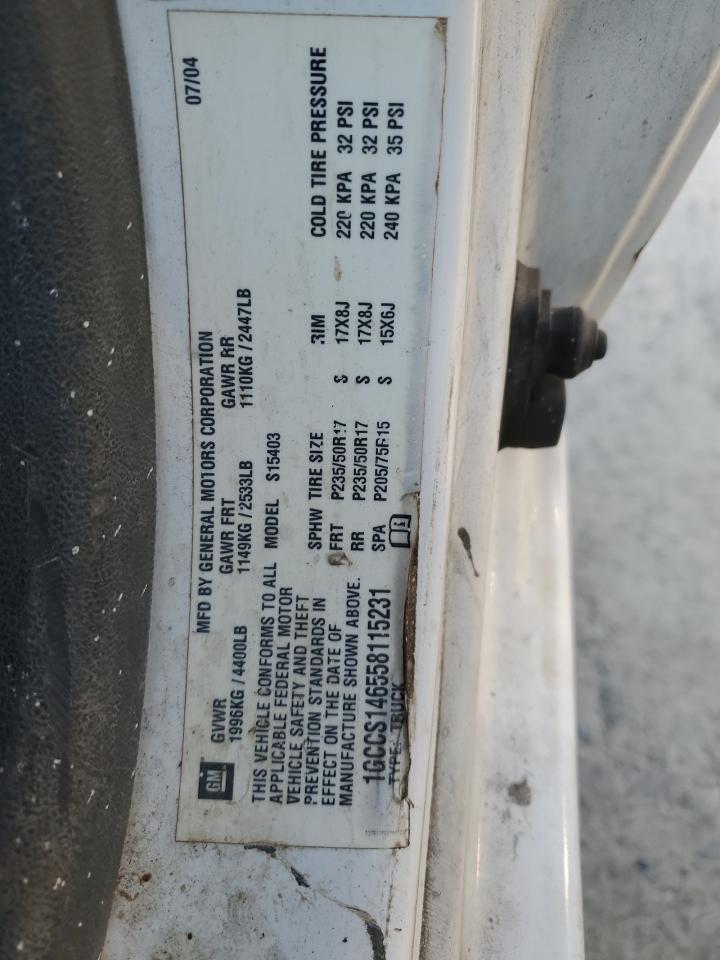 MFD BY GENERAL MOTORS CORPORATION 07/04
GM GVWR GAWR FRT GAWR RR
1996KG / 4400LB 1149KG / 2533LB 1110KG / 2447LB
THIS VEHICLE CONFORMS TO ALL MODEL S15403
APPLICABLE FEDERAL MOTOR
VEHICLE SAFETY AND THEFT
PREVENTION STANDARDS IN
EFFECT ON THE DATE OF
MANUFACTURE SHOWN ABOVE.
1GCCS146558115231
TYPE: TRUCK
SPHW TIRE SIZE RIM COLD TIRE PRESSURE
FRT P235/50R17 S 17X8J 220 KPA 32 PSI
RR P235/50R17 S 17X8J 220 KPA 32 PSI
SPA P205/75R15 S 15X6J 240 KPA 35 PSI